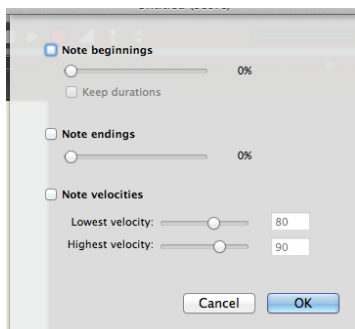 Note beginnings
0%
Keep durations
Note endings
0%
Note velocities
Lowest velocity: 80
Highest velocity: 90
Cancel OK